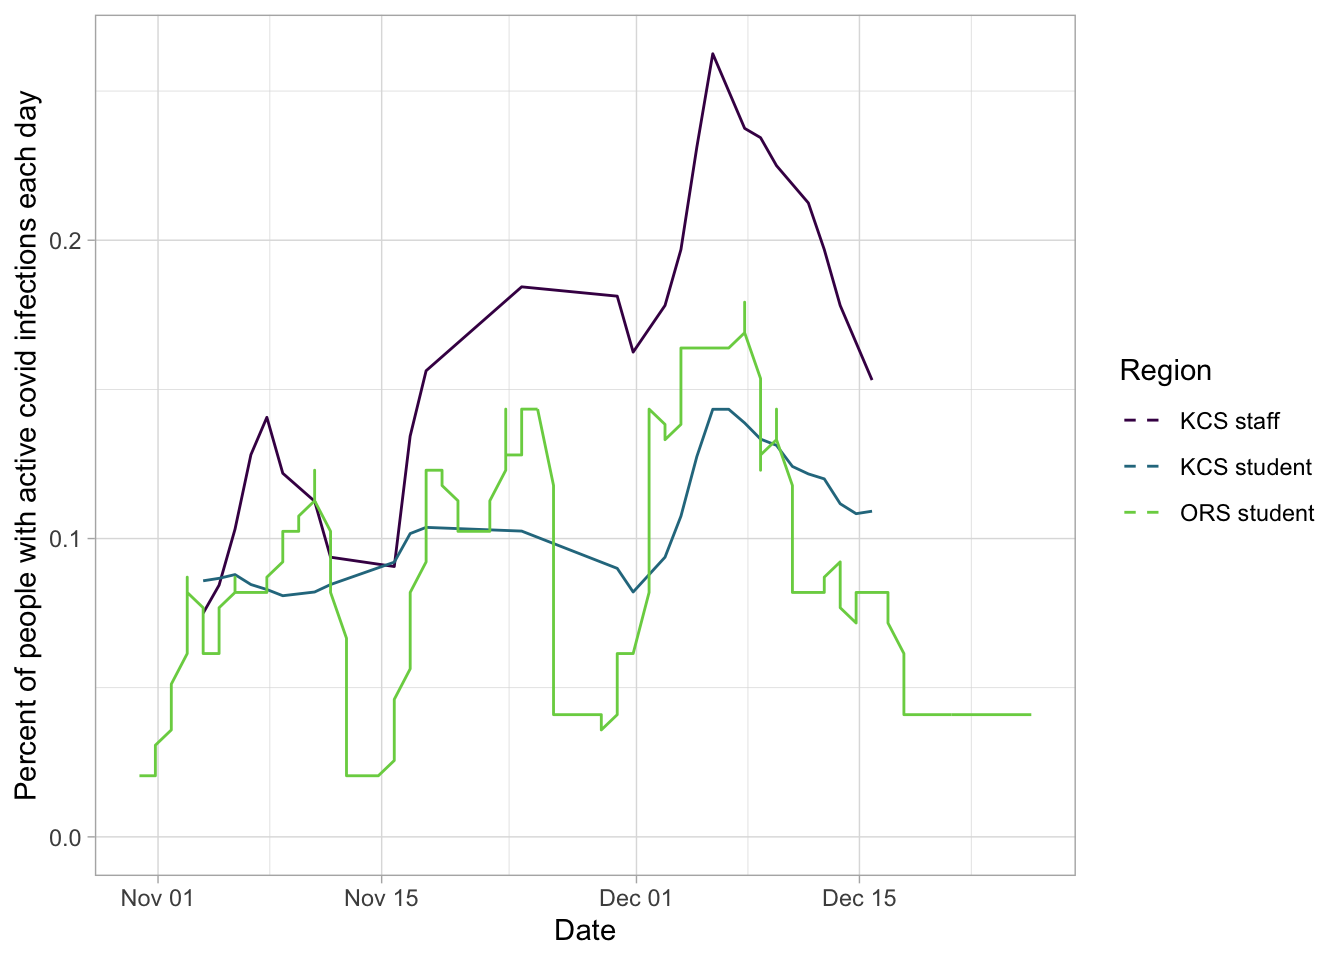 Percent of people with active covid infections each day
0.2
0.1
0.0
Nov 01
Nov 15
Dec 01
Dec 15
Date
Region
KCS staff
KCS student
ORS student